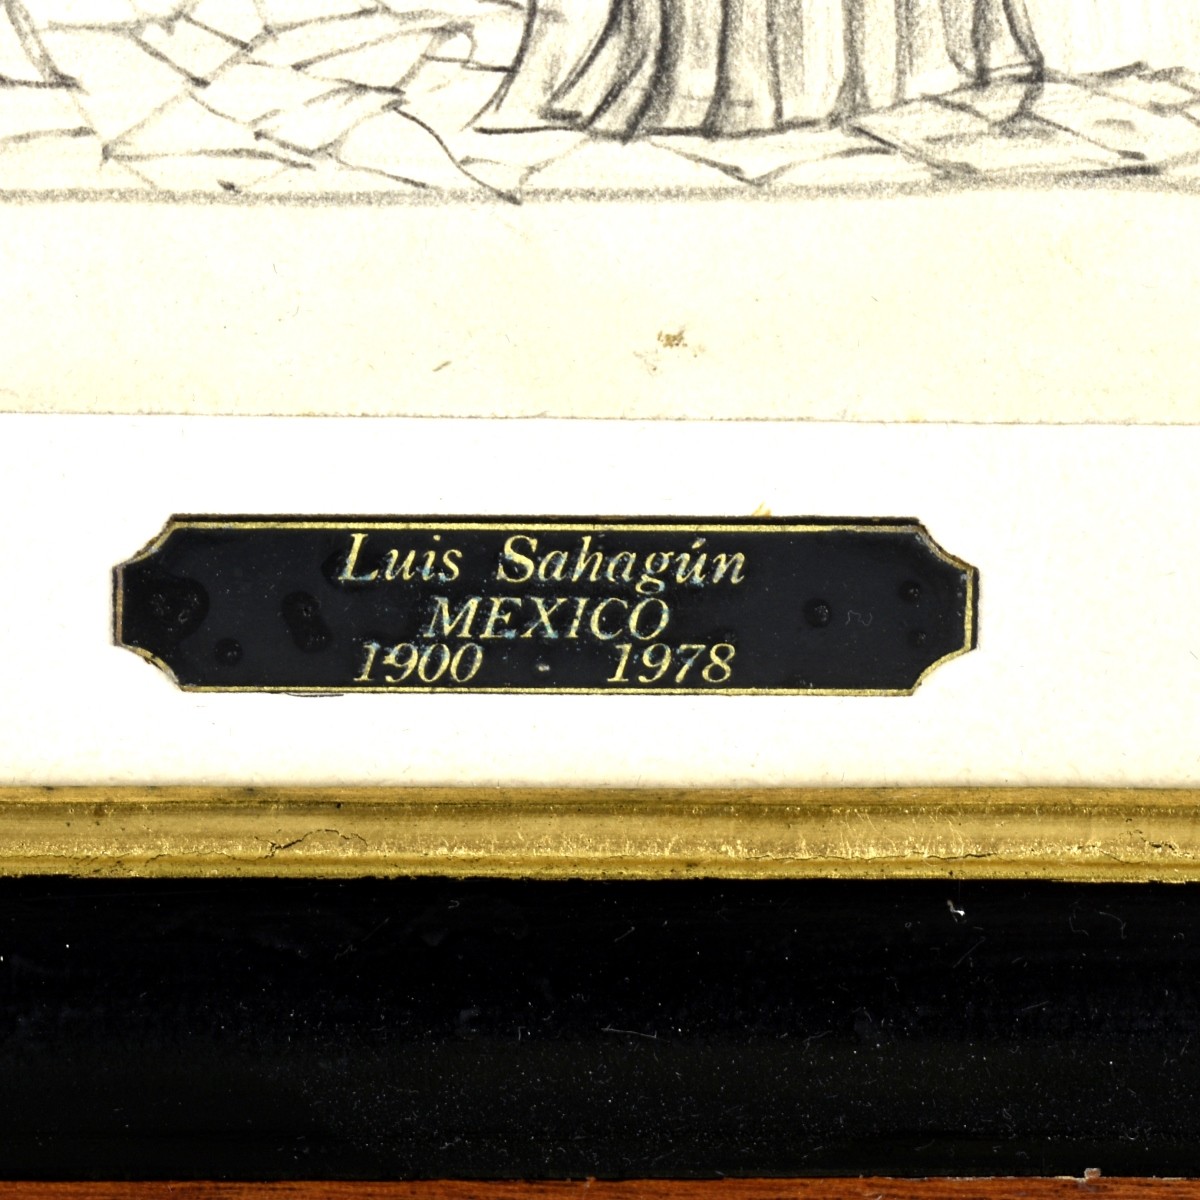 Luis Sahagún
MEXICO
1900 1978